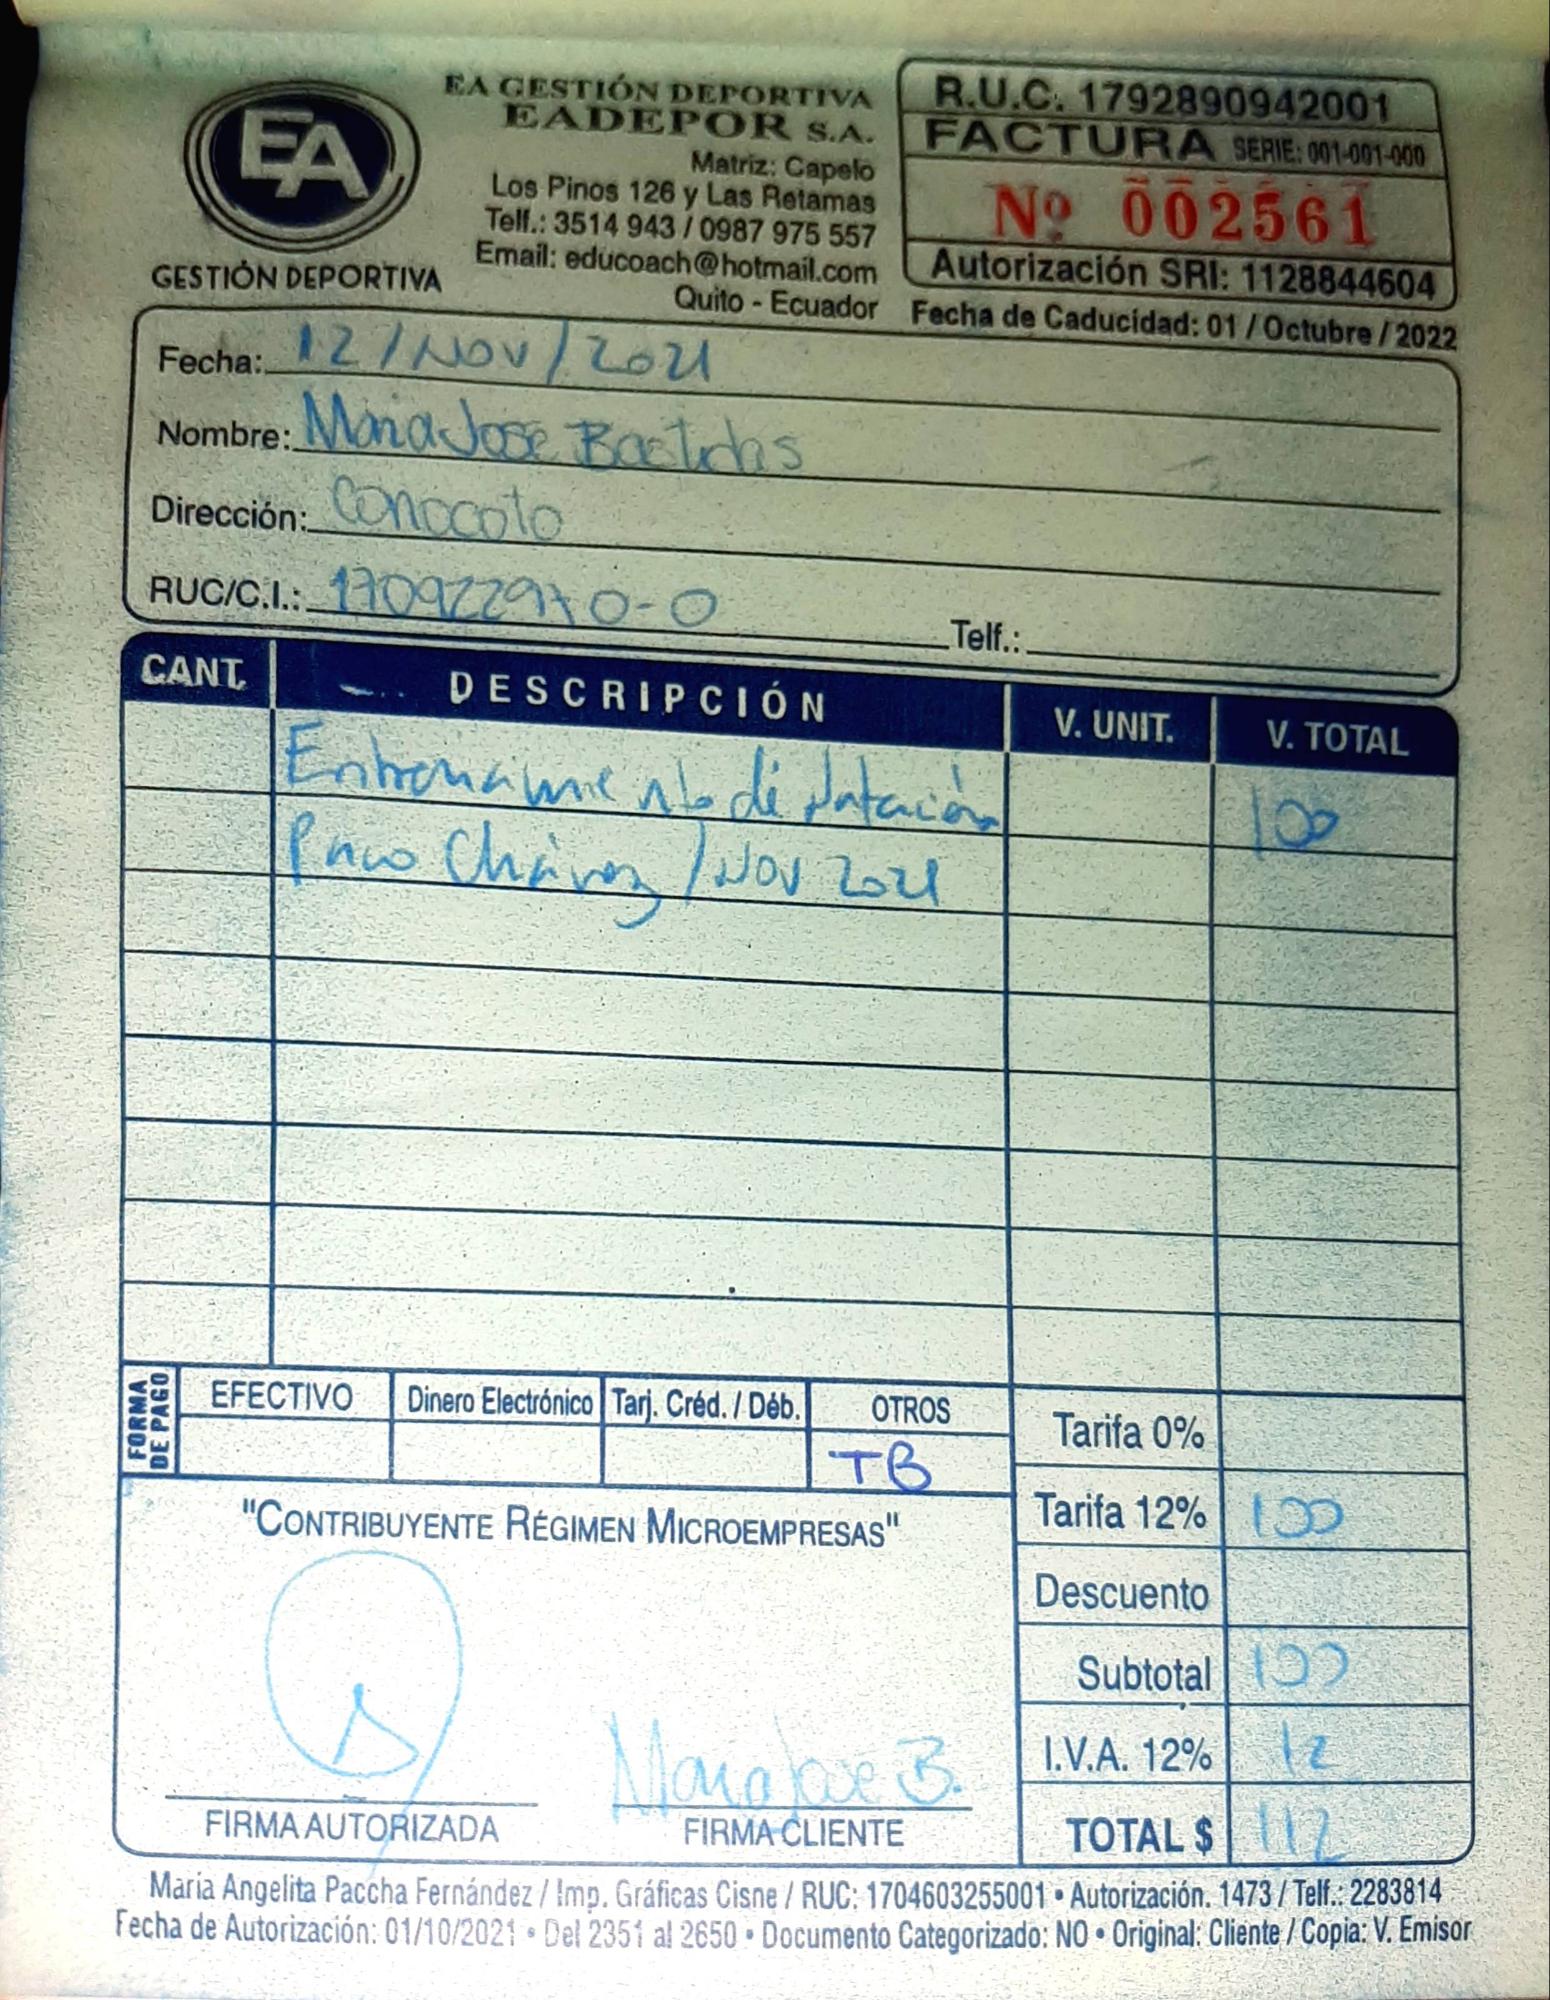 EA
GESTIÓN DEPORTIVA
EA GESTIÓN DEPORTIVA
EADEPOR S.A.
Matriz: Capelo
Los Pinos 126 y Las Retamas
Telf.: 3514 943 / 0987 975 557
Email: educoach@hotmail.com
Quito - Ecuador
R.U.C. 1792890942001
FACTURA SERIE: 001-001-000
Nº 002561
Autorización SRI: 1128844604
Fecha de Caducidad: 01 / Octubre / 2022
Fecha: 12/NOV/2021
Nombre: Maria Jose Bastidas
Dirección: Conocoto
RUC/C.I.:
Telf.:
CANT. DESCRIPCIÓN V. UNIT. V. TOTAL
Entrenamiento de Natación 100
Paco Chávez / NOV 2021
FORMA DE PAGO
EFECTIVO Dinero Electrónico Tarj. Créd. / Déb. OTROS
TB
Tarifa 0%
Tarifa 12% 100
Descuento
Subtotal 100
I.V.A. 12% 12
TOTAL $ 112
"CONTRIBUYENTE RÉGIMEN MICROEMPRESAS"
Maria Jose B.
FIRMA AUTORIZADA FIRMA CLIENTE
María Angelita Paccha Fernández / Imp. Gráficas Cisne / RUC: 1704603255001 • Autorización. 1473 / Telf.: 2283814
Fecha de Autorización: 01/10/2021 • Del 2351 al 2650 • Documento Categorizado: NO • Original: Cliente / Copia: V. Emisor